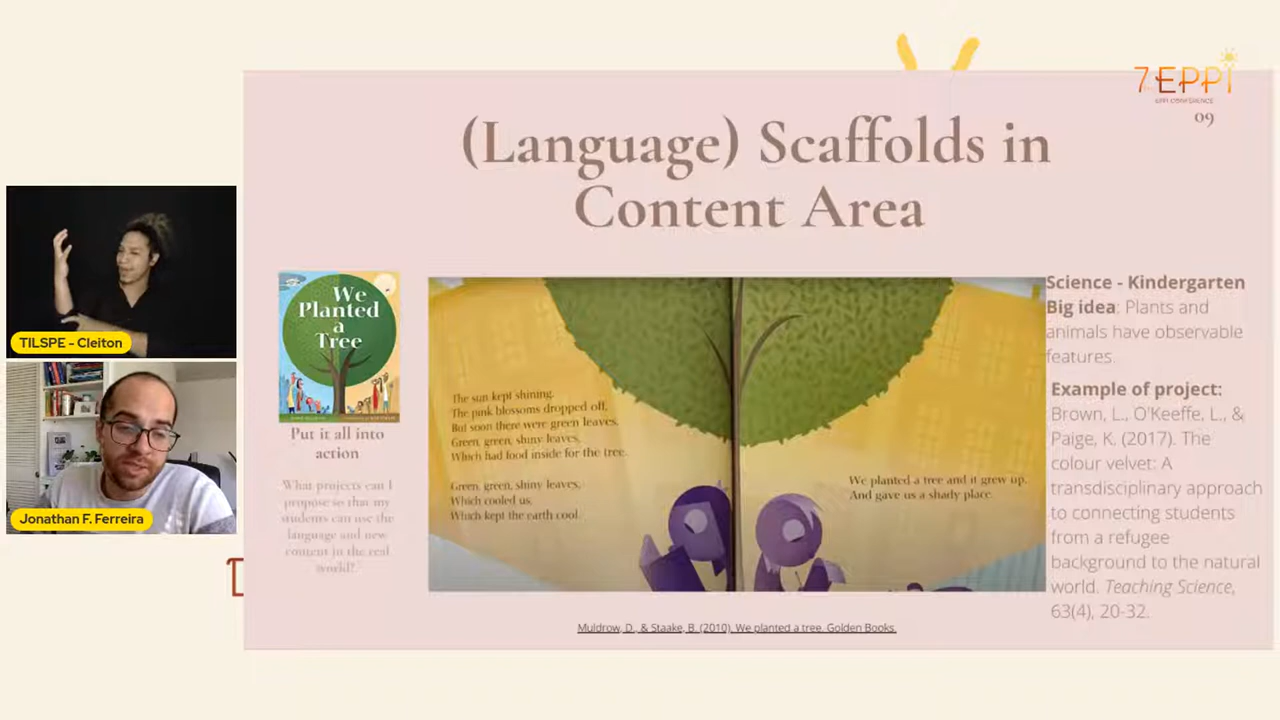 7 EPPI
EPPI CONFERENCE
09
(Language) Scaffolds in
Content Area
TILSPE - Cleiton
Jonathan F. Ferreira
We
Planted
a
Tree
Put it all into
action
What projects can I
propose so that my
students can use the
language and new
content in the real
world?
The sun kept shining.
The pink blossoms dropped off,
But soon there were green leaves.
Green, green, shiny leaves,
Which had food inside for the tree.
Green, green, shiny leaves,
Which cooled us,
Which kept the earth cool.
We planted a tree and it grew up,
And gave us a shady place.
Science - Kindergarten
Big idea: Plants and
animals have observable
features.
Example of project:
Brown, L., O'Keeffe, L., &
Paige, K. (2017). The
colour velvet: A
transdisciplinary approach
to connecting students
from a refugee
background to the natural
world. Teaching Science,
63(4), 20-32.
Muldrow, D., & Staake, B. (2010). We planted a tree. Golden Books.